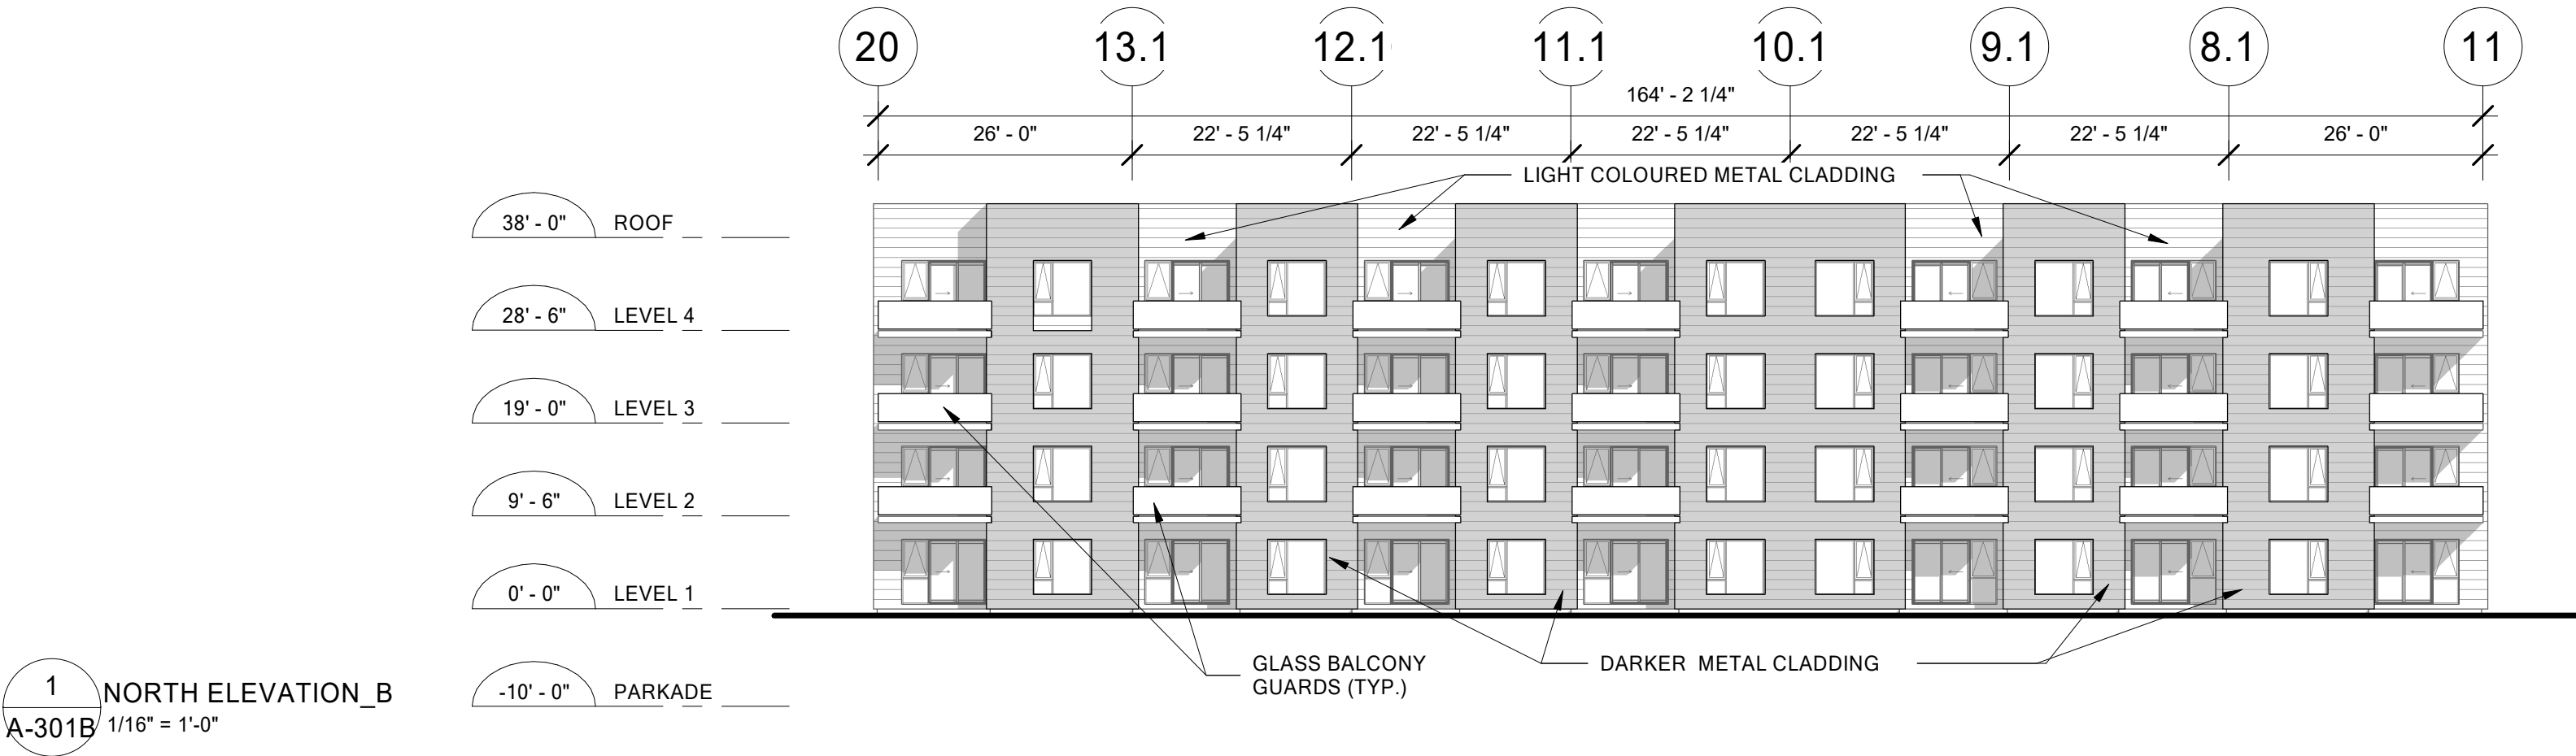 20 13.1 12.1 11.1 10.1 9.1 8.1 11
164' - 2 1/4"
26' - 0" 22' - 5 1/4" 22' - 5 1/4" 22' - 5 1/4" 22' - 5 1/4" 22' - 5 1/4" 26' - 0"
LIGHT COLOURED METAL CLADDING
38' - 0" ROOF
28' - 6" LEVEL 4
19' - 0" LEVEL 3
9' - 6" LEVEL 2
0' - 0" LEVEL 1
-10' - 0" PARKADE
GLASS BALCONY
GUARDS (TYP.)
DARKER METAL CLADDING
1
A-301B
NORTH ELEVATION_B
1/16" = 1'-0"